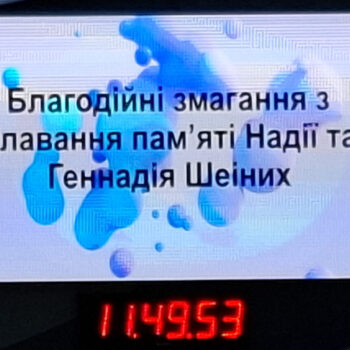 Благодійні змагання з
лавання пам’яті Надії та
Геннадія Шеіних
11.49.53